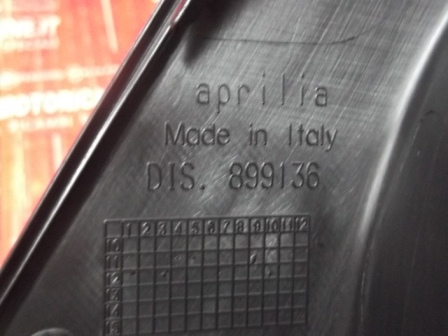 aprilia
Made in Italy
DIS. 899136
1 2 3 4 5 6 7 8 9 10 11 12